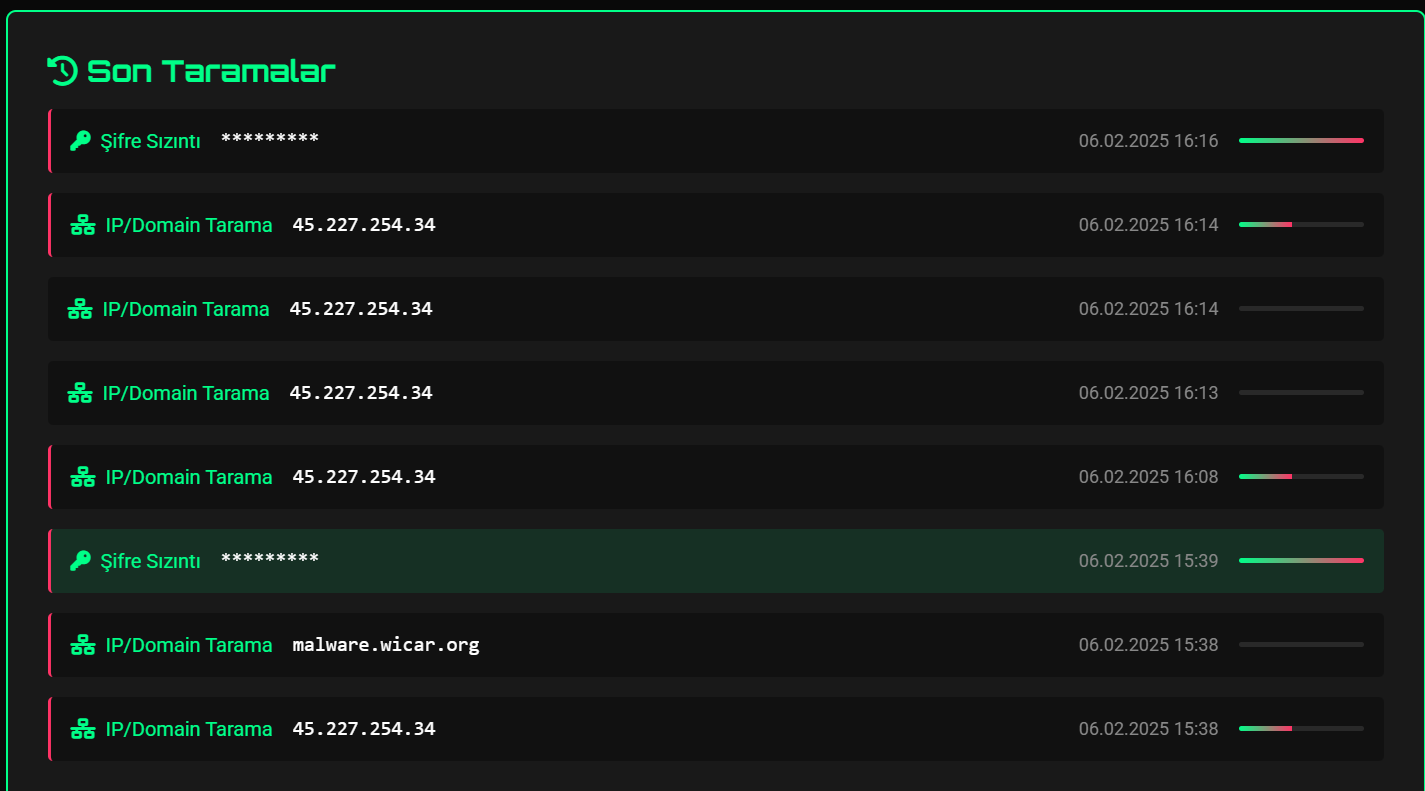 Son Taramalar
Şifre Sızıntı ********* 06.02.2025 16:16
IP/Domain Tarama 45.227.254.34 06.02.2025 16:14
IP/Domain Tarama 45.227.254.34 06.02.2025 16:14
IP/Domain Tarama 45.227.254.34 06.02.2025 16:13
IP/Domain Tarama 45.227.254.34 06.02.2025 16:08
Şifre Sızıntı ********* 06.02.2025 15:39
IP/Domain Tarama malware.wicar.org 06.02.2025 15:38
IP/Domain Tarama 45.227.254.34 06.02.2025 15:38